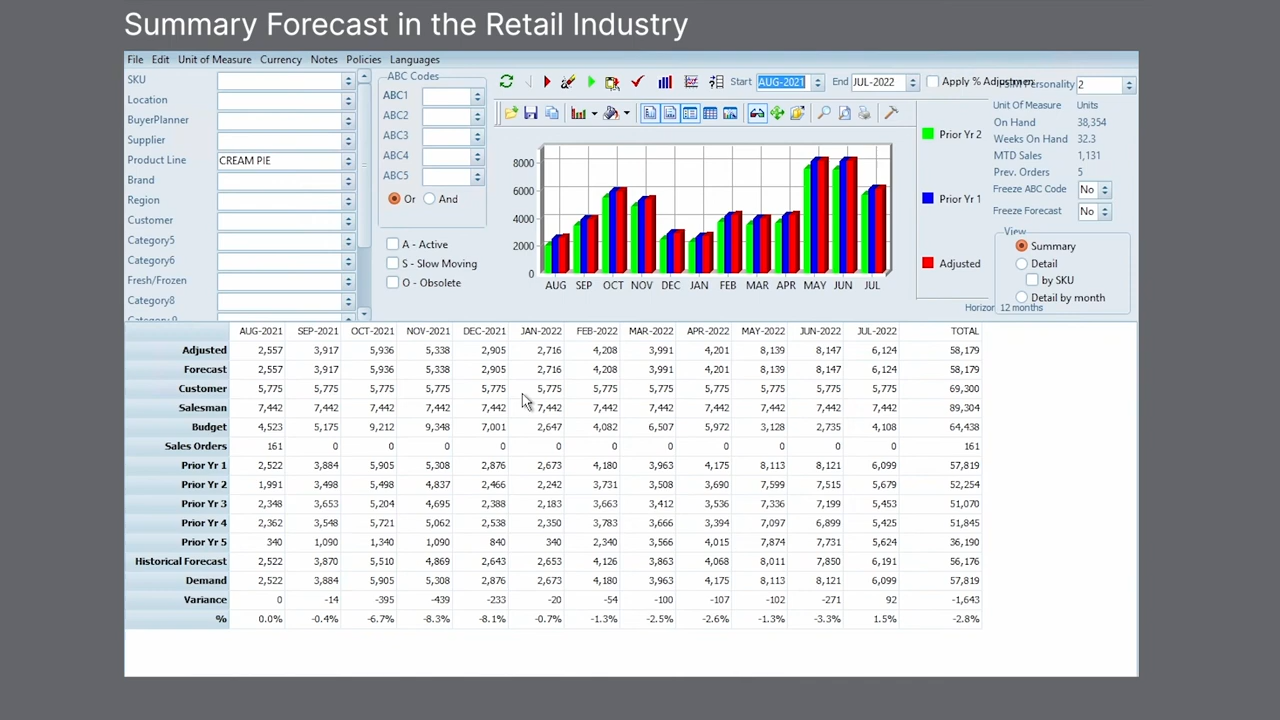 Summary Forecast in the Retail Industry
File Edit Unit of Measure Currency Notes Policies Languages
SKU
Location
BuyerPlanner
Supplier
Product Line CREAM PIE
Brand
Region
Customer
Category5
Category6
Fresh/Frozen
Category8
ABC Codes
ABC1
ABC2
ABC3
ABC4
ABC5
Or And
A - Active
S - Slow Moving
O - Obsolete
Start AUG-2021 End JUL-2022 Apply % Adjustmen
8000
6000
4000
2000
0
AUG SEP OCT NOV DEC JAN FEB MAR APR MAY JUN JUL
Prior Yr 2
Prior Yr 1
Adjusted
Personality 2
Unit Of Measure Units
On Hand 38,354
Weeks On Hand 32.3
MTD Sales 1,131
Prev. Orders 5
Freeze ABC Code No
Freeze Forecast No
View
Summary
Detail
by SKU
Detail by month
Horizor 12 months
AUG-2021 SEP-2021 OCT-2021 NOV-2021 DEC-2021 JAN-2022 FEB-2022 MAR-2022 APR-2022 MAY-2022 JUN-2022 JUL-2022 TOTAL
Adjusted 2,557 3,917 5,936 5,338 2,905 2,716 4,208 3,991 4,201 8,139 8,147 6,124 58,179
Forecast 2,557 3,917 5,936 5,338 2,905 2,716 4,208 3,991 4,201 8,139 8,147 6,124 58,179
Customer 5,775 5,775 5,775 5,775 5,775 5,775 5,775 5,775 5,775 5,775 5,775 5,775 69,300
Salesman 7,442 7,442 7,442 7,442 7,442 7,442 7,442 7,442 7,442 7,442 7,442 7,442 89,304
Budget 4,523 5,175 9,212 9,348 7,001 2,647 4,082 6,507 5,972 3,128 2,735 4,108 64,438
Sales Orders 161 0 0 0 0 0 0 0 0 0 0 0 161
Prior Yr 1 2,522 3,884 5,905 5,308 2,876 2,673 4,180 3,963 4,175 8,113 8,121 6,099 57,819
Prior Yr 2 1,991 3,498 5,498 4,837 2,466 2,242 3,731 3,508 3,690 7,599 7,515 5,679 52,254
Prior Yr 3 2,348 3,653 5,204 4,695 2,388 2,183 3,663 3,412 3,536 7,336 7,199 5,453 51,070
Prior Yr 4 2,362 3,548 5,721 5,062 2,538 2,350 3,783 3,666 3,394 7,097 6,899 5,425 51,845
Prior Yr 5 340 1,090 1,340 1,090 840 340 2,340 3,566 4,015 7,874 7,731 5,624 36,190
Historical Forecast 2,522 3,870 5,510 4,869 2,643 2,653 4,126 3,863 4,068 8,011 7,850 6,191 56,176
Demand 2,522 3,884 5,905 5,308 2,876 2,673 4,180 3,963 4,175 8,113 8,121 6,099 57,819
Variance 0 -14 -395 -439 -233 -20 -54 -100 -107 -102 -271 92 -1,643
% 0.0% -0.4% -6.7% -8.3% -8.1% -0.7% -1.3% -2.5% -2.6% -1.3% -3.3% 1.5% -2.8%